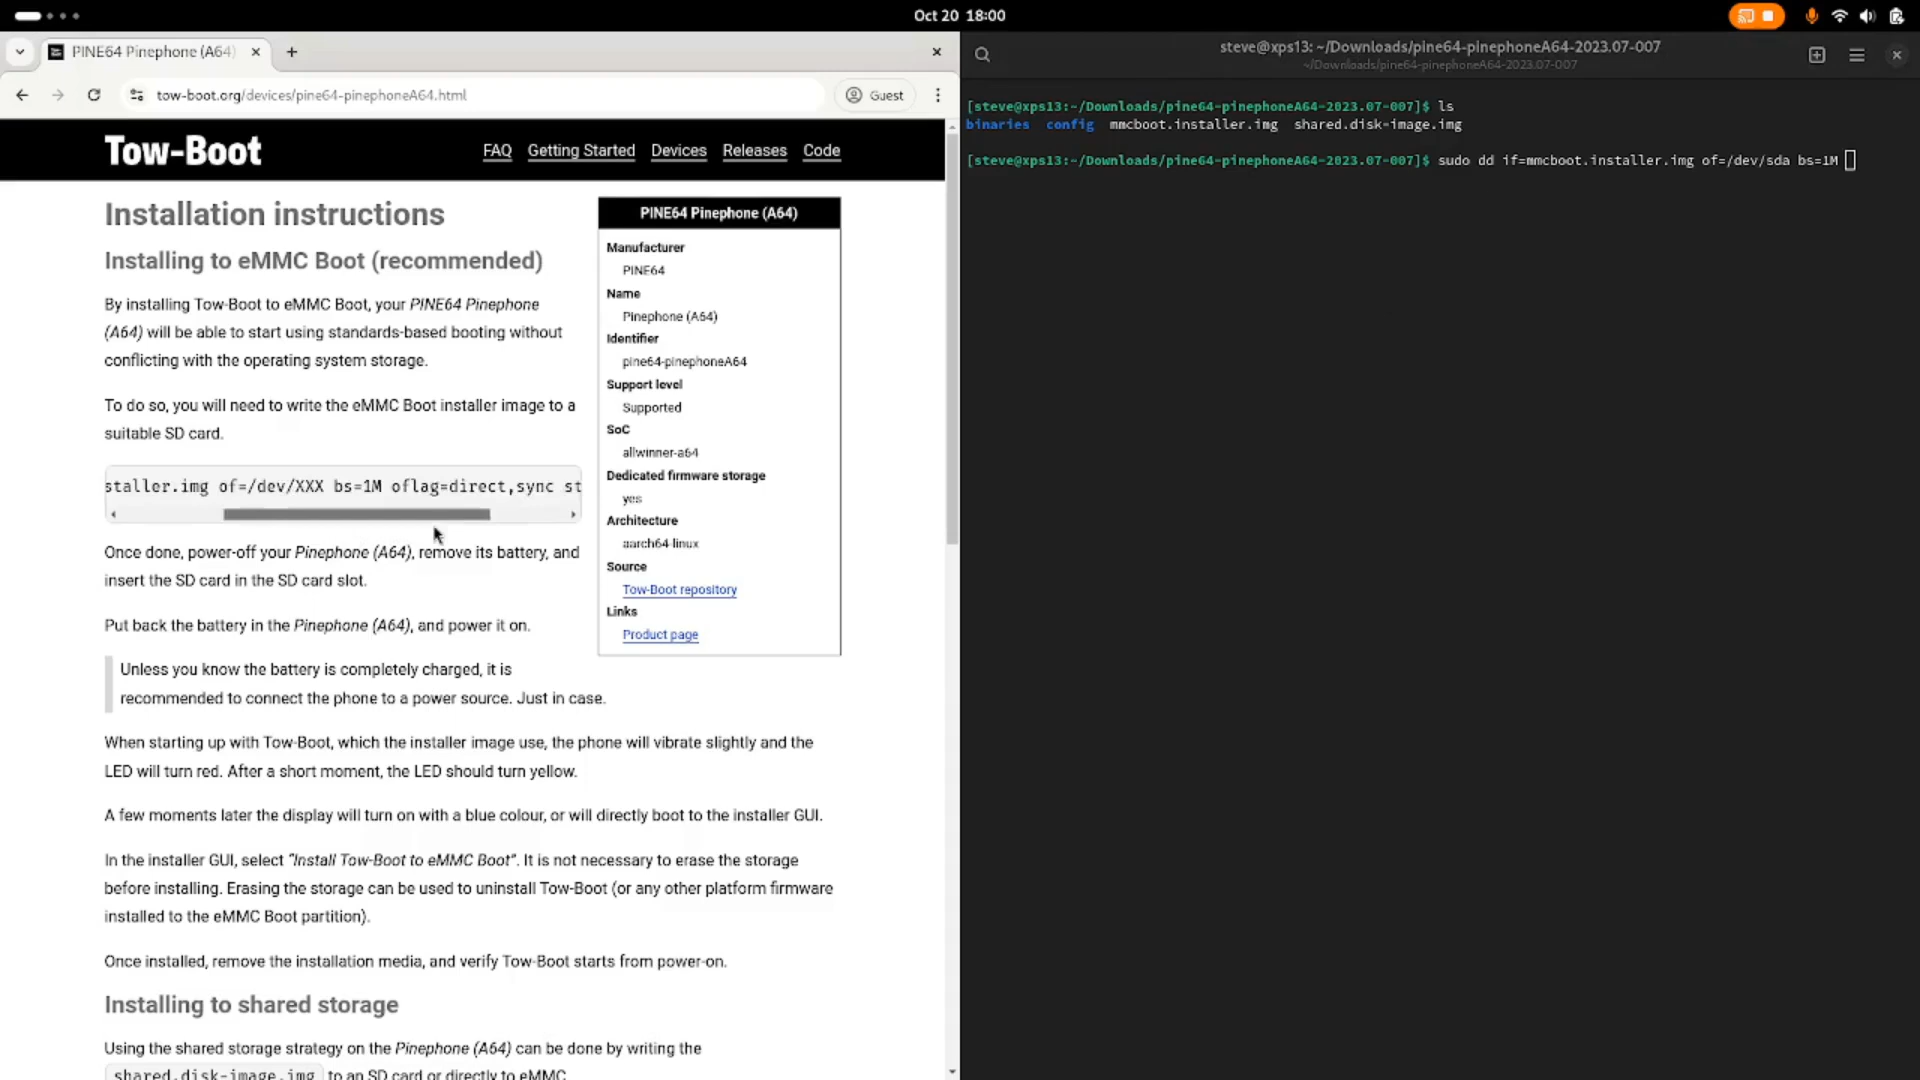 Oct 20 18:00
PINE64 Pinephone (A64)
tow-boot.org/devices/pine64-pinephoneA64.html
Guest
Tow-Boot
FAQ Getting Started Devices Releases Code
Installation instructions
Installing to eMMC Boot (recommended)
By installing Tow-Boot to eMMC Boot, your PINE64 Pinephone
(A64) will be able to start using standards-based booting without
conflicting with the operating system storage.
To do so, you will need to write the eMMC Boot installer image to a
suitable SD card.
staller.img of=/dev/XXX bs=1M oflag=direct,sync st
Once done, power-off your Pinephone (A64), remove its battery, and
insert the SD card in the SD card slot.
Put back the battery in the Pinephone (A64), and power it on.
Unless you know the battery is completely charged, it is
recommended to connect the phone to a power source. Just in case.
When starting up with Tow-Boot, which the installer image use, the phone will vibrate slightly and the
LED will turn red. After a short moment, the LED should turn yellow.
A few moments later the display will turn on with a blue colour, or will directly boot to the installer GUI.
In the installer GUI, select “Install Tow-Boot to eMMC Boot”. It is not necessary to erase the storage
before installing. Erasing the storage can be used to uninstall Tow-Boot (or any other platform firmware
installed to the eMMC Boot partition).
Once installed, remove the installation media, and verify Tow-Boot starts from power-on.
Installing to shared storage
Using the shared storage strategy on the Pinephone (A64) can be done by writing the
shared.disk-image.img to an SD card or directly to eMMC.
PINE64 Pinephone (A64)
Manufacturer
PINE64
Name
Pinephone (A64)
Identifier
pine64-pinephoneA64
Support level
Supported
SoC
allwinner-a64
Dedicated firmware storage
yes
Architecture
aarch64-linux
Source
Tow-Boot repository
Links
Product page
steve@xps13: ~/Downloads/pine64-pinephoneA64-2023.07-007
~/Downloads/pine64-pinephoneA64-2023.07-007
[steve@xps13:~/Downloads/pine64-pinephoneA64-2023.07-007]$ ls
binaries config mmcboot.installer.img shared.disk-image.img
[steve@xps13:~/Downloads/pine64-pinephoneA64-2023.07-007]$ sudo dd if=mmcboot.installer.img of=/dev/sda bs=1M